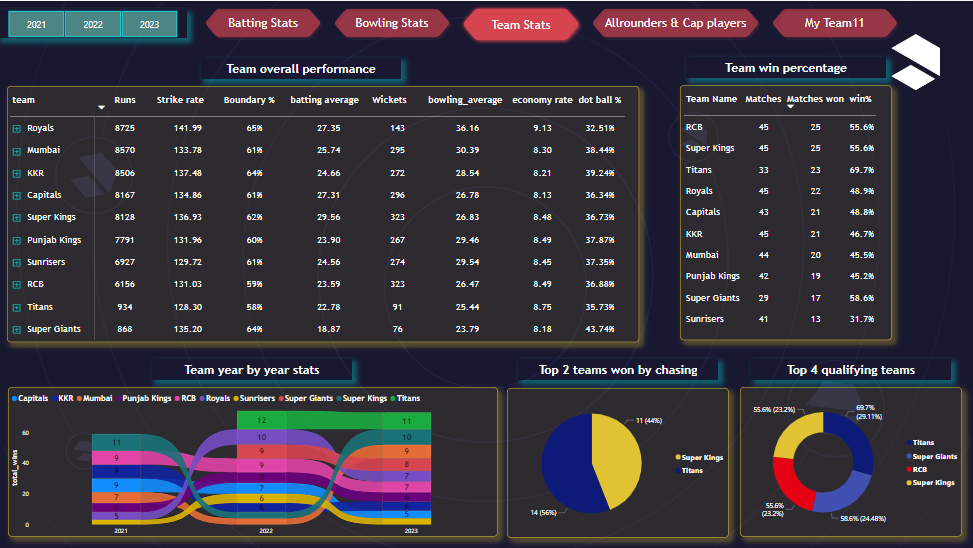 2021 2022 2023 Batting Stats Bowling Stats Team Stats Allrounders & Cap players My Team11
Team overall performance
team Runs Strike rate Boundary % batting average Wickets bowling_average economy rate dot ball %
Royals 8725 141.99 65% 27.35 143 36.16 9.13 32.51%
Mumbai 8570 133.78 61% 25.74 295 30.39 8.30 38.44%
KKR 8506 137.48 64% 24.66 272 28.54 8.21 39.24%
Capitals 8167 134.86 61% 27.31 296 26.78 8.13 36.34%
Super Kings 8128 136.93 62% 29.56 323 26.83 8.48 36.73%
Punjab Kings 7791 131.96 60% 23.90 267 29.46 8.49 37.87%
Sunrisers 6927 129.72 61% 24.56 274 29.54 8.45 37.35%
RCB 6156 131.03 59% 23.59 323 26.47 8.49 36.88%
Titans 934 128.30 58% 22.78 91 25.44 8.75 35.73%
Super Giants 868 135.20 64% 18.87 76 23.79 8.18 43.74%
Team win percentage
Team Name Matches Matches won win%
RCB 45 25 55.6%
Super Kings 45 25 55.6%
Titans 33 23 69.7%
Royals 45 22 48.9%
Capitals 43 21 48.8%
KKR 45 21 46.7%
Mumbai 44 20 45.5%
Punjab Kings 42 19 45.2%
Super Giants 29 17 58.6%
Sunrisers 41 13 31.7%
Team year by year stats
Capitals KKR Mumbai Punjab Kings RCB Royals Sunrisers Super Giants Super Kings Titans
total_wins
60
40
20
0
11
9
9
9
7
6
5
2021
12
10
9
9
7
7
6
6
2022
11
10
9
8
7
7
6
6
5
2023
Top 2 teams won by chasing
11 (44%)
14 (56%)
Super Kings
Titans
Top 4 qualifying teams
55.6% (23.2%)
69.7%
(29.11%)
55.6%
(23.2%)
58.6% (24.48%)
Titans
Super Giants
RCB
Super Kings